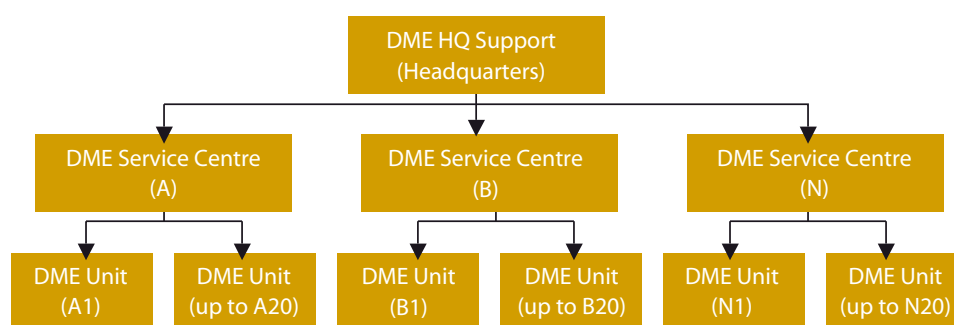 DME HQ Support
(Headquarters)
DME Service Centre
(A)
DME Service Centre
(B)
DME Service Centre
(N)
DME Unit
(A1)
DME Unit
(up to A20)
DME Unit
(B1)
DME Unit
(up to B20)
DME Unit
(N1)
DME Unit
(up to N20)